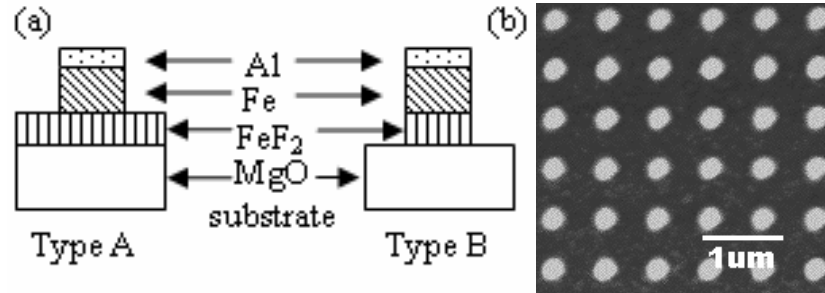 (a)
(b)
Al
Fe
FeF₂
MgO
substrate
Type A
Type B
1um